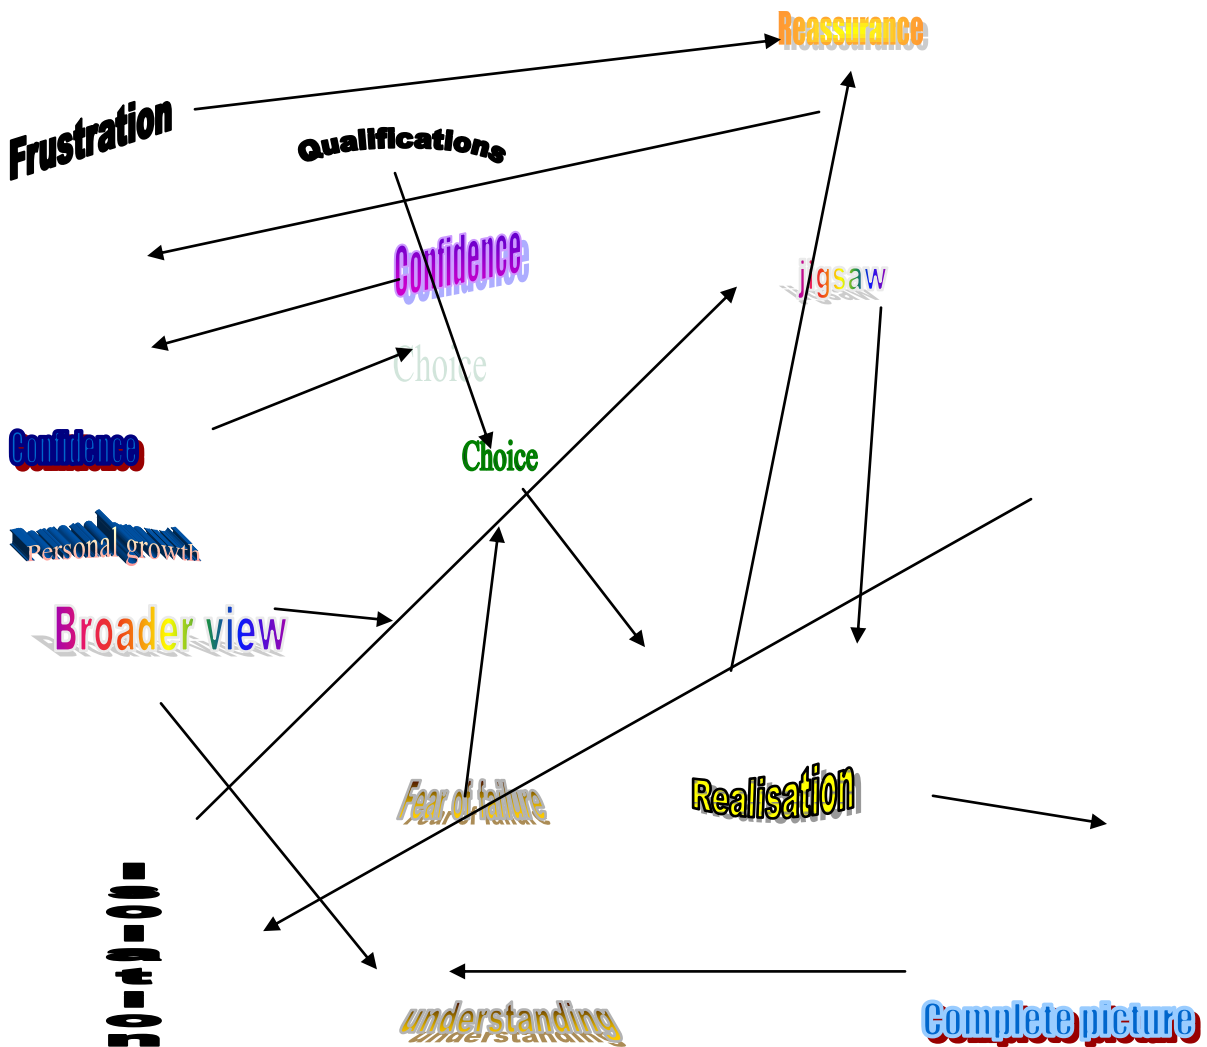 Reassurance
Frustration
Qualifications
Confidence
jigsaw
Choice
Confidence
Choice
Personal growth
Broader view
Fear of failure
Realisation
isolation
understanding
Complete picture